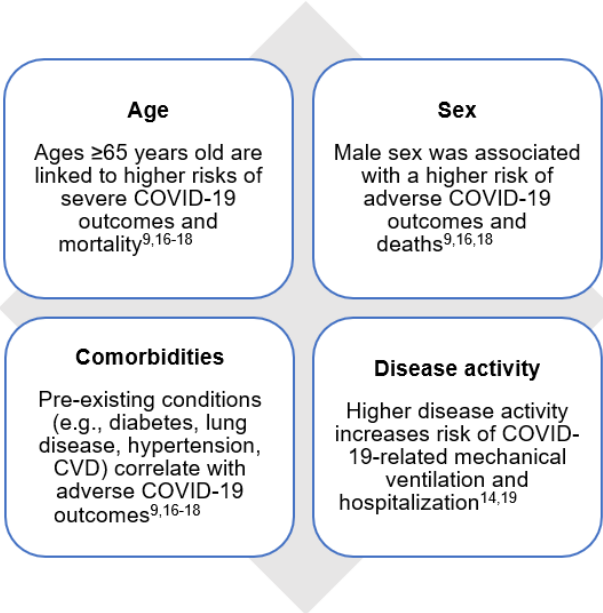 Age
Ages ≥65 years old are
linked to higher risks of
severe COVID-19
outcomes and
mortality9,16-18
Sex
Male sex was associated
with a higher risk of
adverse COVID-19
outcomes and
deaths9,16,18
Comorbidities
Pre-existing conditions
(e.g., diabetes, lung
disease, hypertension,
CVD) correlate with
adverse COVID-19
outcomes9,16-18
Disease activity
Higher disease activity
increases risk of COVID-
19-related mechanical
ventilation and
hospitalization14,19